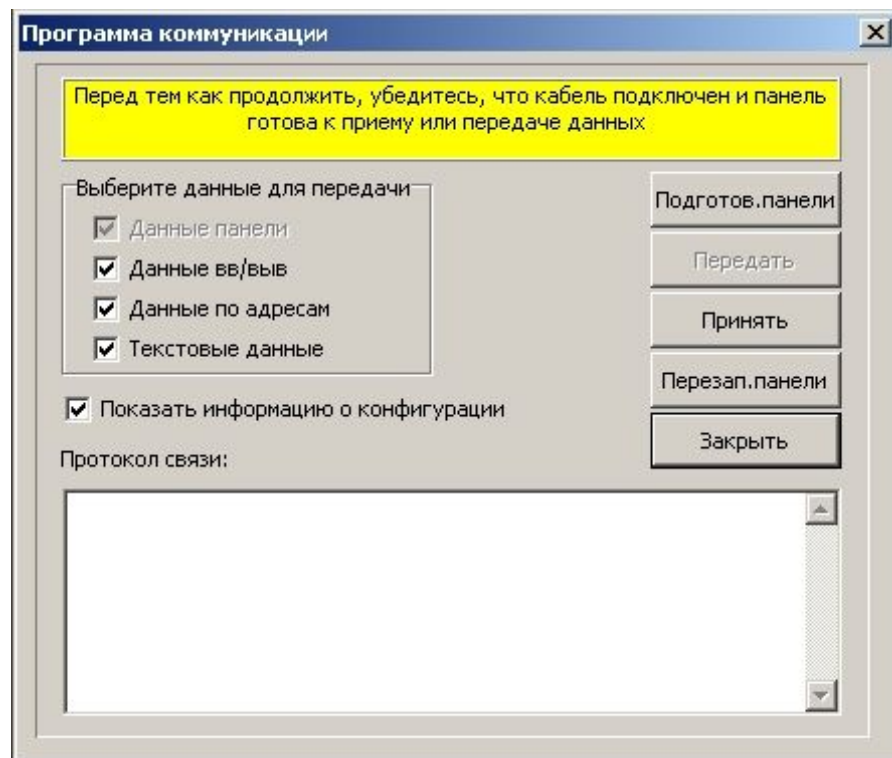 Программа коммуникации
Перед тем как продолжить, убедитесь, что кабель подключен и панель
готова к приему или передаче данных
Выберите данные для передачи
Данные панели
Данные вв/выв
Данные по адресам
Текстовые данные
Показать информацию о конфигурации
Подготов.панели
Передать
Принять
Перезап.панели
Закрыть
Протокол связи: